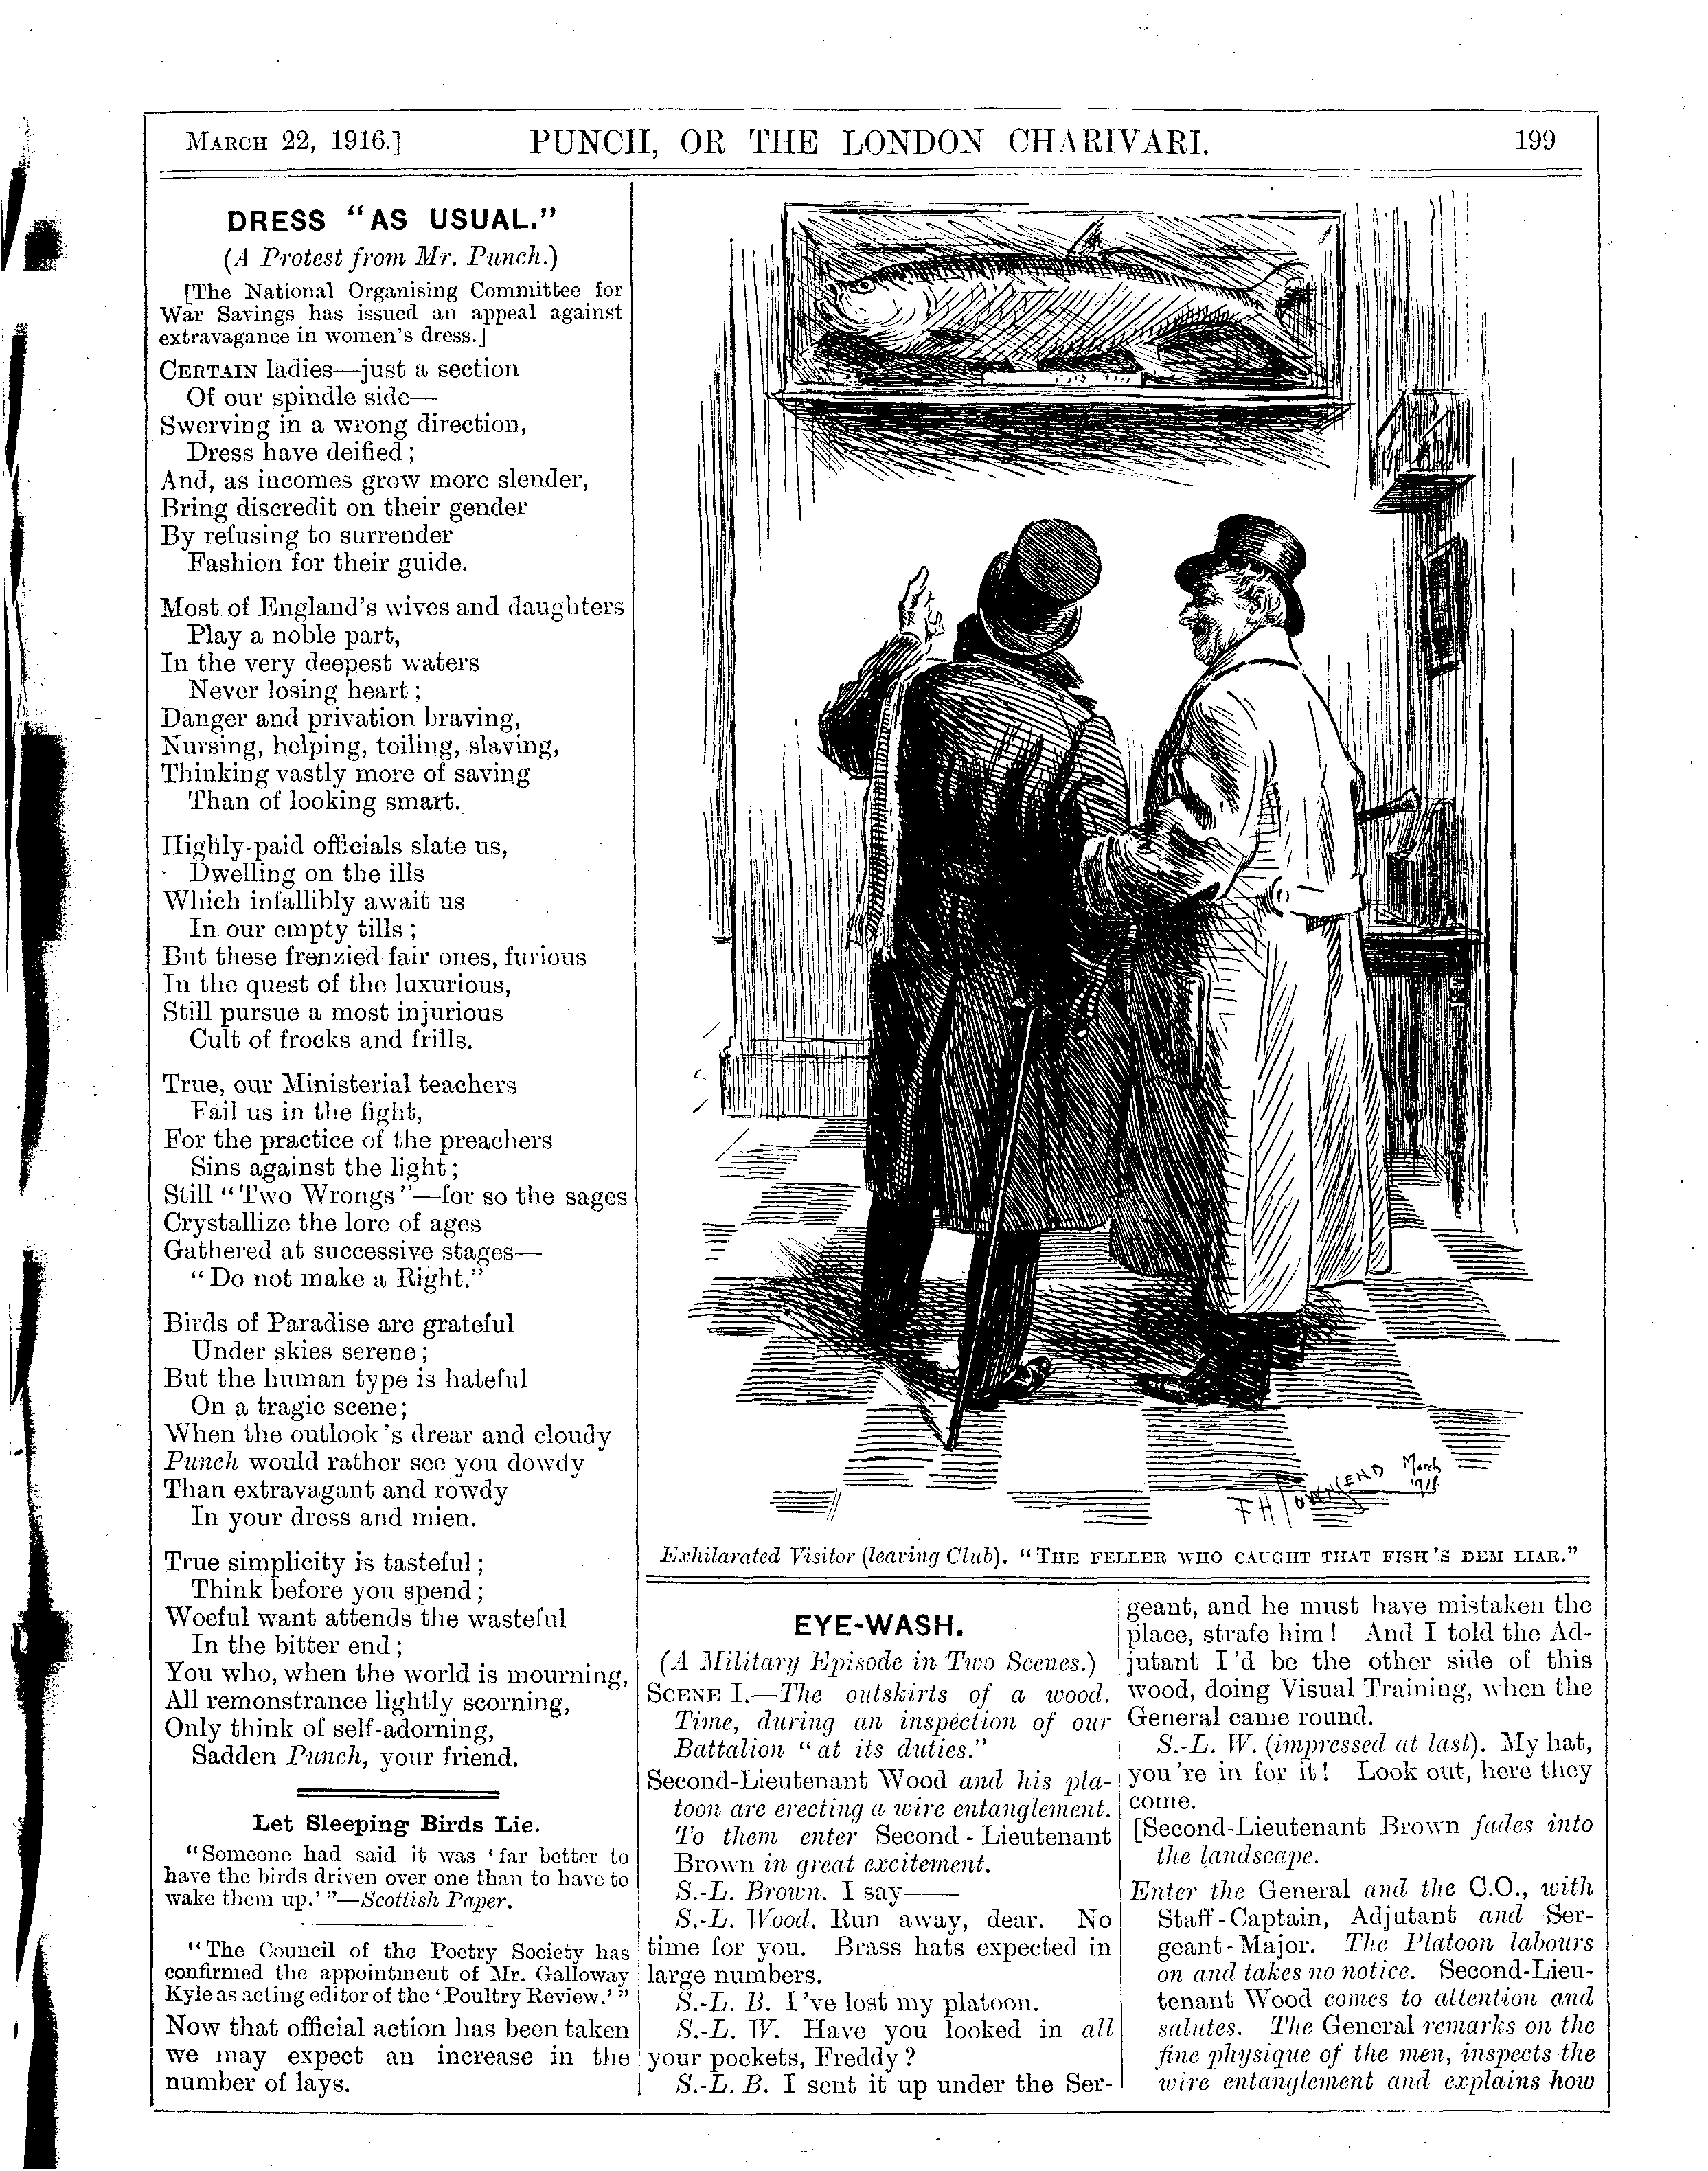 MARCH 22, 1916.] PUNCH, OR THE LONDON CHARIVARI. 199
DRESS "AS USUAL."
(A Protest from Mr. Punch.)
[The National Organising Committee for
War Savings has issued an appeal against
extravagance in women's dress.]
CERTAIN ladies—just a section
Of our spindle side—
Swerving in a wrong direction,
Dress have deified;
And, as incomes grow more slender,
Bring discredit on their gender
By refusing to surrender
Fashion for their guide.
Most of England's wives and daughters
Play a noble part,
In the very deepest waters
Never losing heart;
Danger and privation braving,
Nursing, helping, toiling, slaving,
Thinking vastly more of saving
Than of looking smart.
Highly-paid officials slate us,
Dwelling on the ills
Which infallibly await us
In our empty tills;
But these frenzied fair ones, furious
In the quest of the luxurious,
Still pursue a most injurious
Cult of frocks and frills.
True, our Ministerial teachers
Fail us in the fight,
For the practice of the preachers
Sins against the light;
Still "Two Wrongs"—for so the sages
Crystallize the lore of ages
Gathered at successive stages—
"Do not make a Right."
Birds of Paradise are grateful
Under skies serene;
But the human type is hateful
On a tragic scene;
When the outlook's drear and cloudy
Punch would rather see you dowdy
Than extravagant and rowdy
In your dress and mien.
True simplicity is tasteful;
Think before you spend;
Woeful want attends the wasteful
In the bitter end;
You who, when the world is mourning,
All remonstrance lightly scorning,
Only think of self-adorning,
Sadden Punch, your friend.
Let Sleeping Birds Lie.
"Someone had said it was 'far better to
have the birds driven over one than to have to
wake them up.'"—Scottish Paper.
"The Council of the Poetry Society has
confirmed the appointment of Mr. Galloway
Kyle as acting editor of the 'Poultry Review.'"
Now that official action has been taken
we may expect an increase in the
number of lays.
F H TOWNSEND March
Exhilarated Visitor (leaving Club). "THE FELLER WHO CAUGHT THAT FISH'S DEM LIAR."
EYE-WASH.
(A Military Episode in Two Scenes.)
SCENE I.—The outskirts of a wood.
Time, during an inspection of our
Battalion "at its duties."
Second-Lieutenant Wood and his pla-
toon are erecting a wire entanglement.
To them enter Second-Lieutenant
Brown in great excitement.
S.-L. Brown. I say——
S.-L. Wood. Run away, dear. No
time for you. Brass hats expected in
large numbers.
S.-L. B. I've lost my platoon.
S.-L. W. Have you looked in all
your pockets, Freddy?
S.-L. B. I sent it up under the Ser-
geant, and he must have mistaken the
place, strafe him! And I told the Ad-
jutant I'd be the other side of this
wood, doing Visual Training, when the
General came round.
S.-L. W. (impressed at last). My hat,
you're in for it! Look out, here they
come.
[Second-Lieutenant Brown fades into
the landscape.
Enter the General and the C.O., with
Staff-Captain, Adjutant and Ser-
geant-Major. The Platoon labours
on and takes no notice. Second-Lieu-
tenant Wood comes to attention and
salutes. The General remarks on the
fine physique of the men, inspects the
wire entanglement and explains how